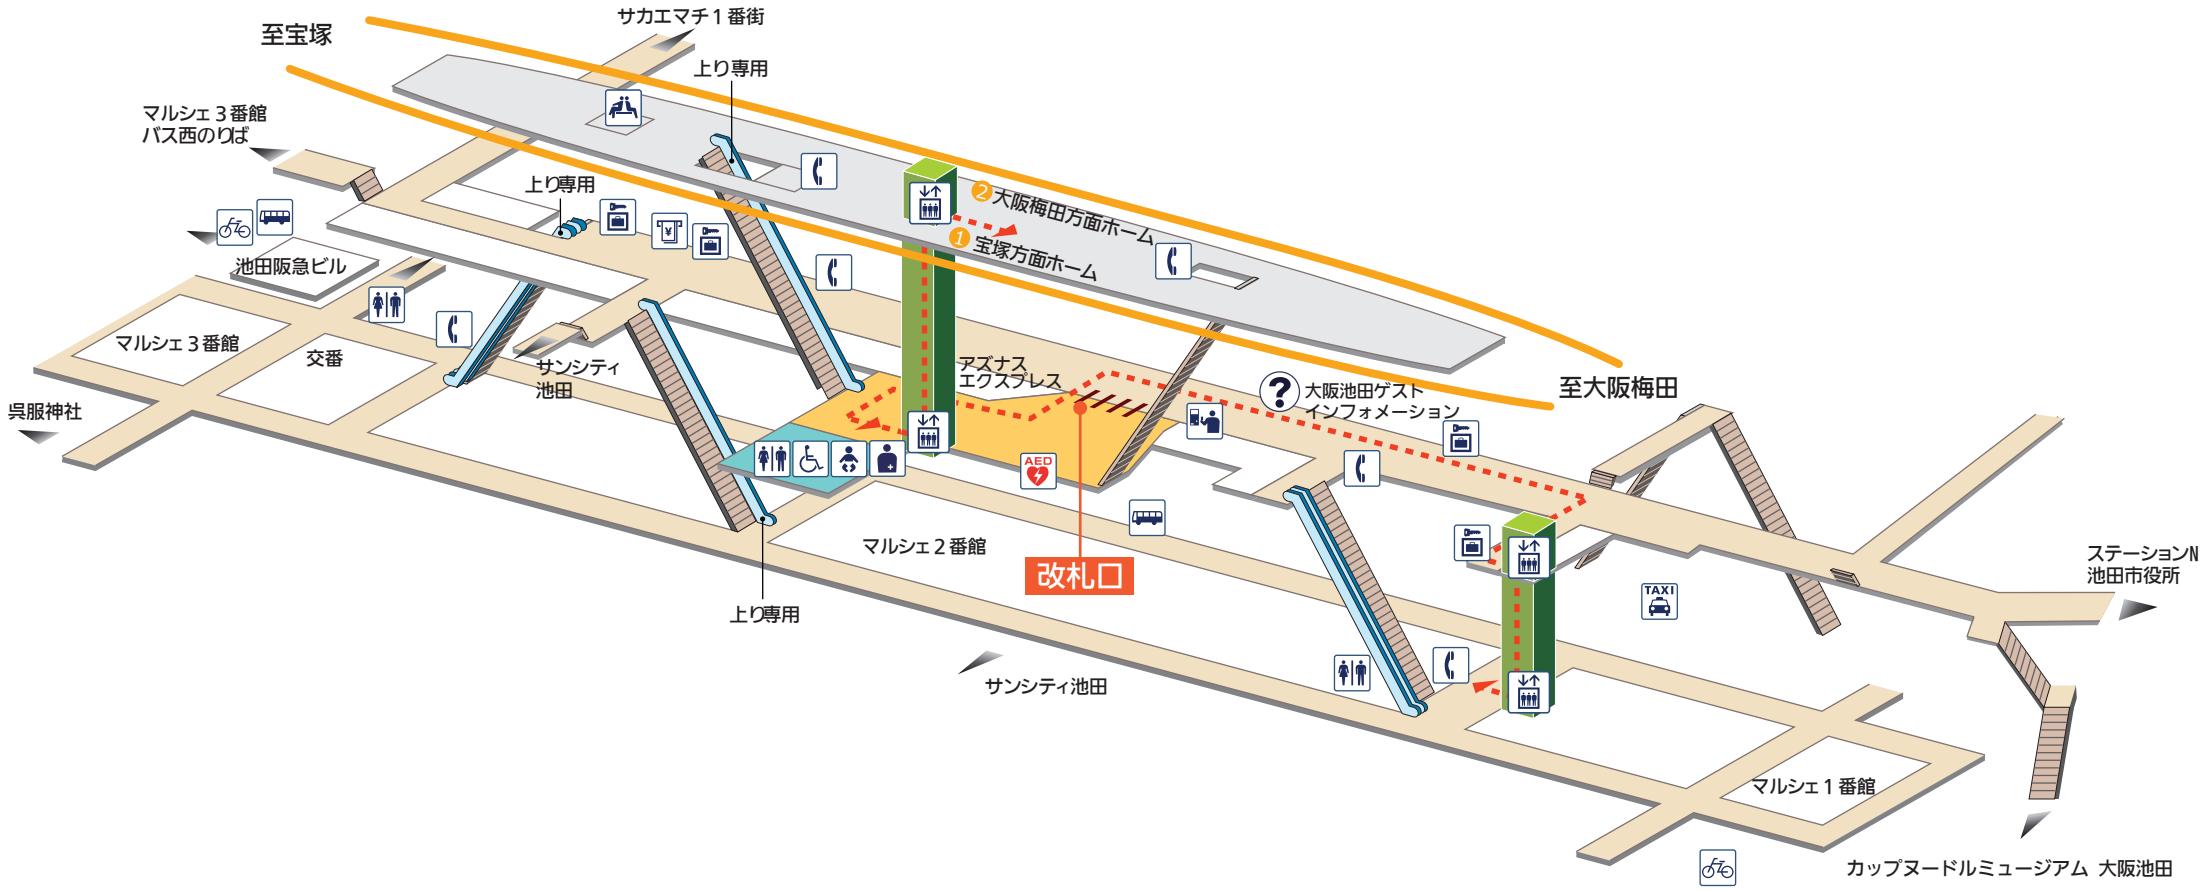 サカエマチ1番街
至宝塚
上り専用
マルシェ3番館
バス西のりば
上り専用
2 大阪梅田方面ホーム
1 宝塚方面ホーム
池田阪急ビル
¥
マルシェ3番館
交番
サンシティ
池田
アズナス
エクスプレス
至大阪梅田
?
大阪池田ゲスト
インフォメーション
呉服神社
AED
マルシェ2番館
改札口
ステーションN
池田市役所
TAXI
上り専用
サンシティ池田
マルシェ1番館
カップヌードルミュージアム 大阪池田